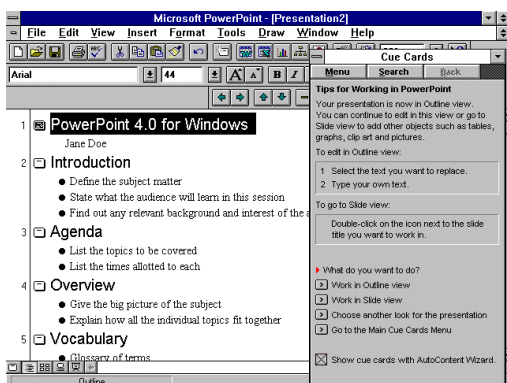 Microsoft PowerPoint - [Presentation2]
File Edit View Insert Format Tools Draw Window Help
Arial 44 A A B I
1 PowerPoint 4.0 for Windows
Jane Doe
2 Introduction
● Define the subject matter
● State what the audience will learn in this session
● Find out any relevant background and interest of the a
3 Agenda
● List the topics to be covered
● List the times allotted to each
4 Overview
● Give the big picture of the subject
● Explain how all the individual topics fit together
5 Vocabulary
● Glossary of terms
Outline
Cue Cards
Menu Search Back
Tips for Working in PowerPoint
Your presentation is now in Outline view.
You can continue to edit in this view or go to
Slide view to add other objects such as tables,
graphs, clip art and pictures.
To edit in Outline view:
1 Select the text you want to replace.
2 Type your own text.
To go to Slide view:
Double-click on the icon next to the slide
title you want to work in.
What do you want to do?
Work in Outline view
Work in Slide view
Choose another look for the presentation
Go to the Main Cue Cards Menu
Show cue cards with AutoContent Wizard.